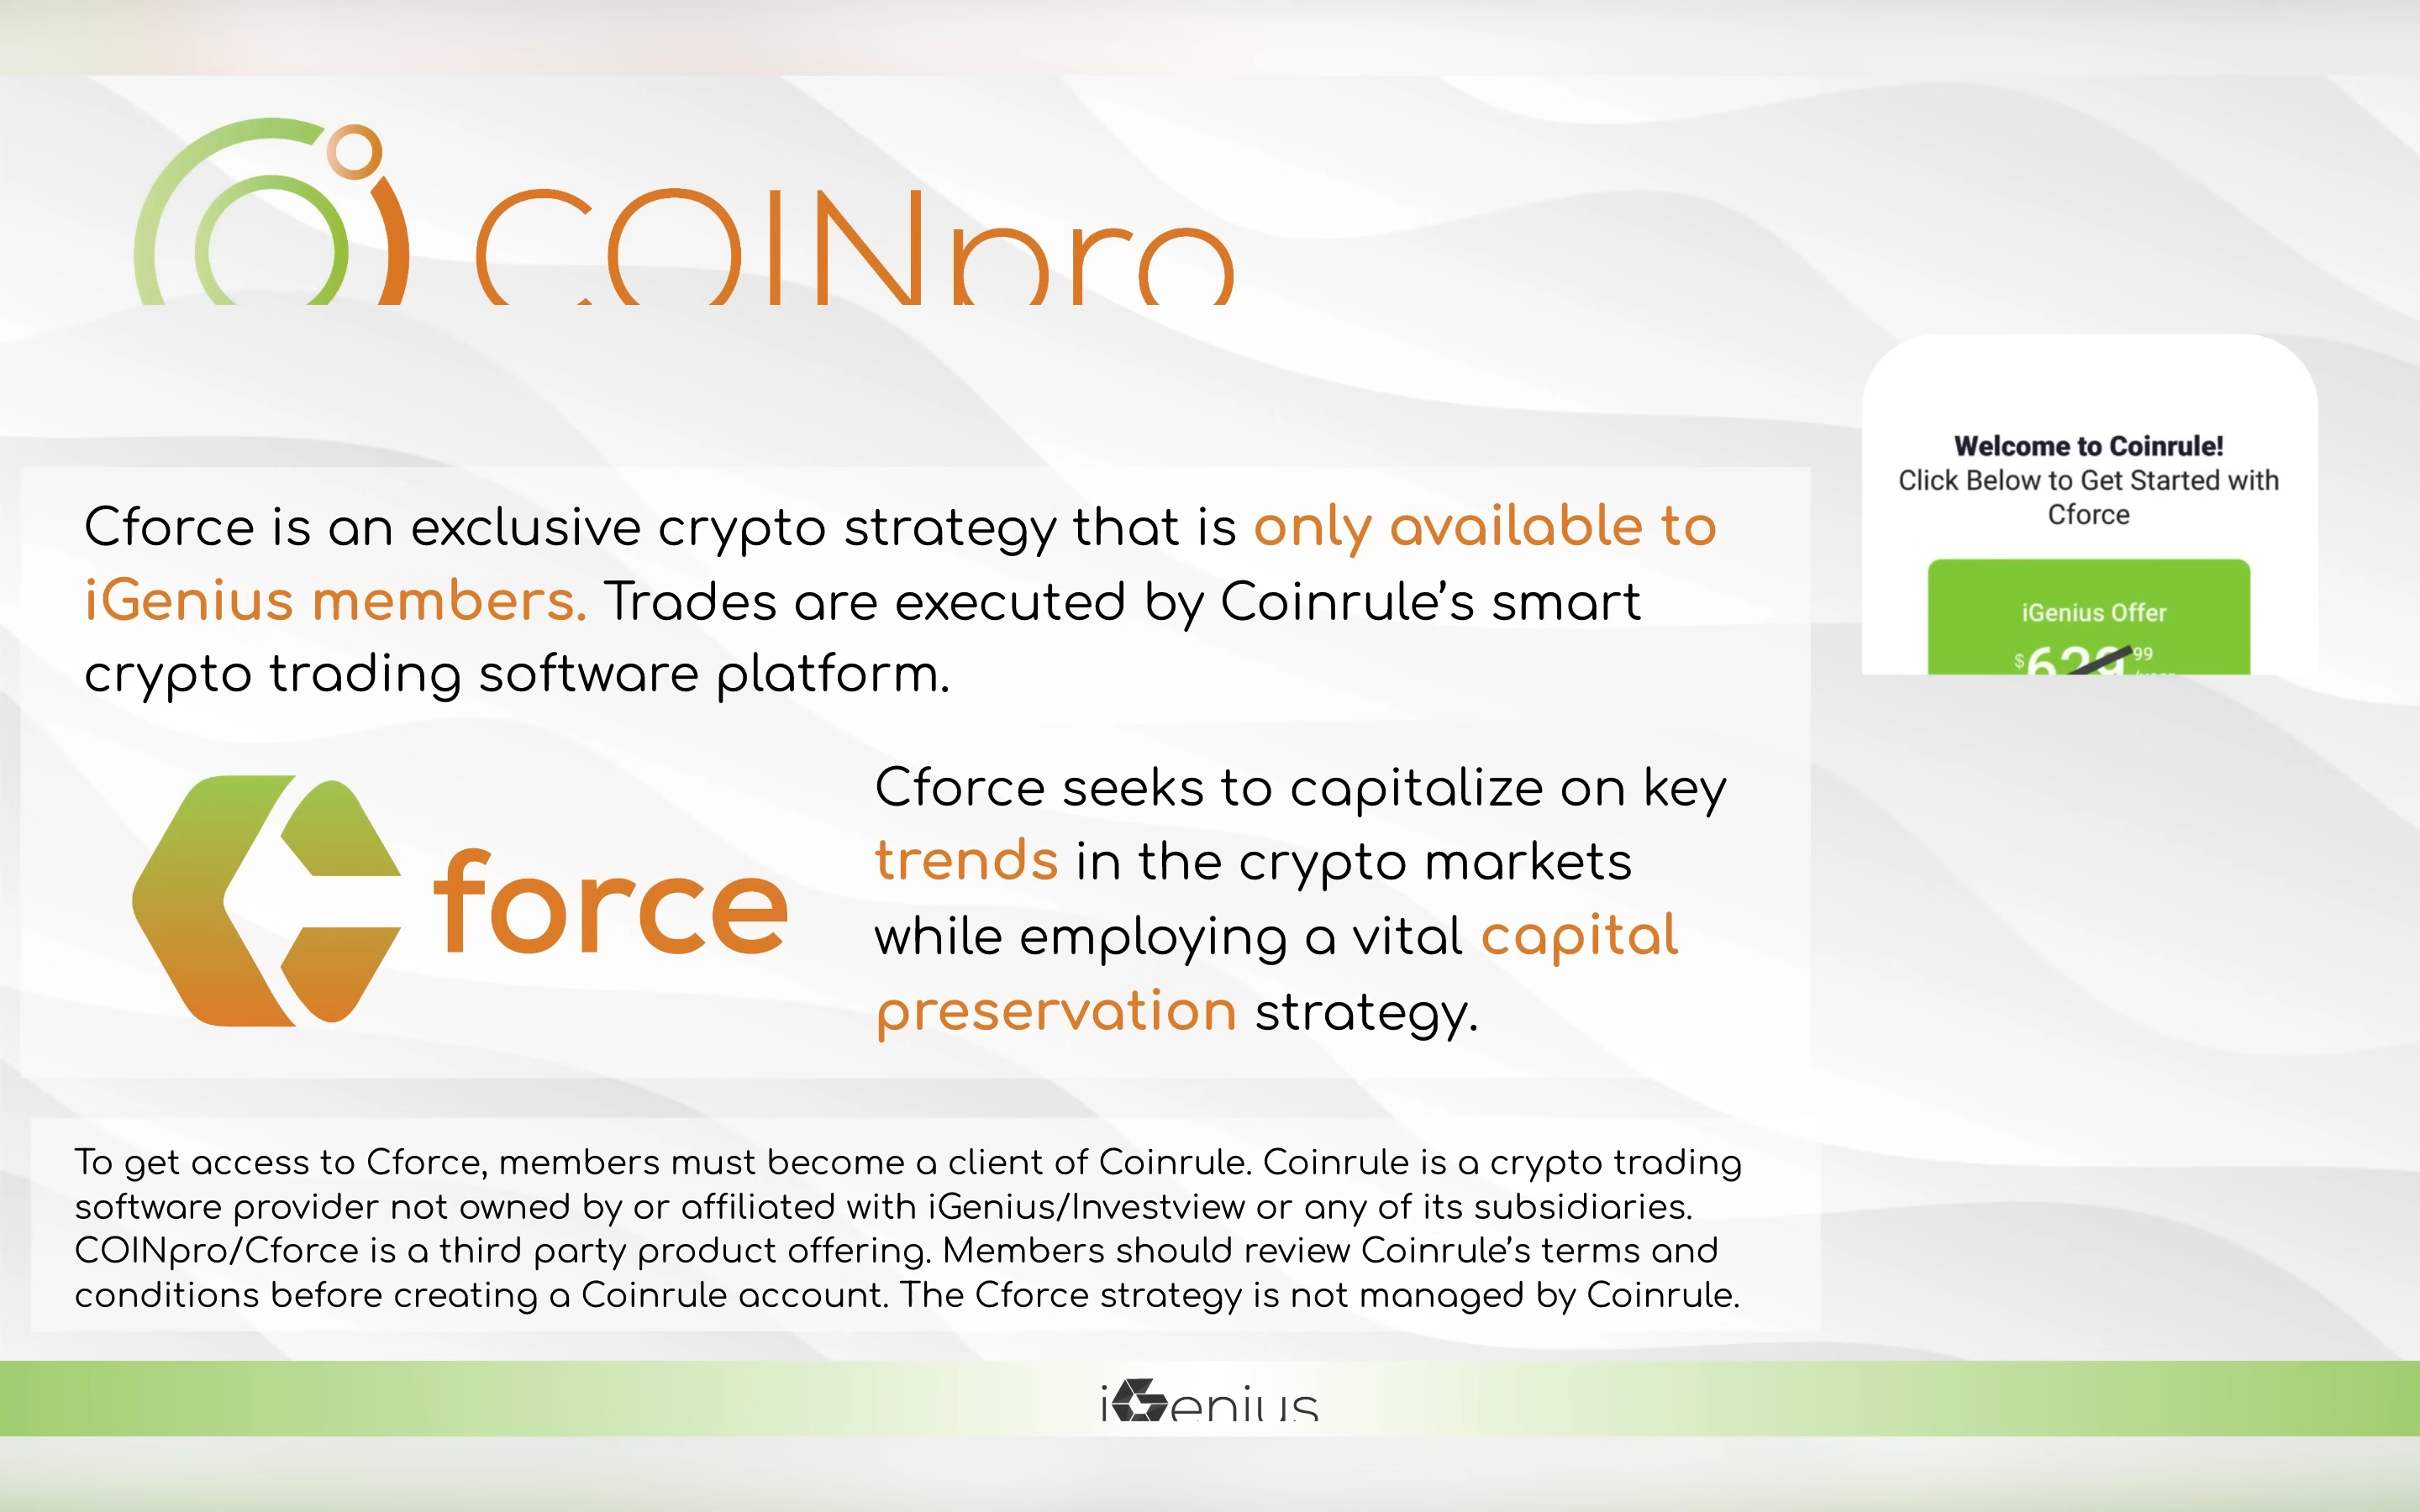 COINpro
Welcome to Coinrule!
Click Below to Get Started with
Cforce
iGenius Offer
$629.99
Cforce is an exclusive crypto strategy that is only available to
iGenius members. Trades are executed by Coinrule’s smart
crypto trading software platform.
force
Cforce seeks to capitalize on key
trends in the crypto markets
while employing a vital capital
preservation strategy.
To get access to Cforce, members must become a client of Coinrule. Coinrule is a crypto trading
software provider not owned by or affiliated with iGenius/Investview or any of its subsidiaries.
COINpro/Cforce is a third party product offering. Members should review Coinrule’s terms and
conditions before creating a Coinrule account. The Cforce strategy is not managed by Coinrule.
iGenius